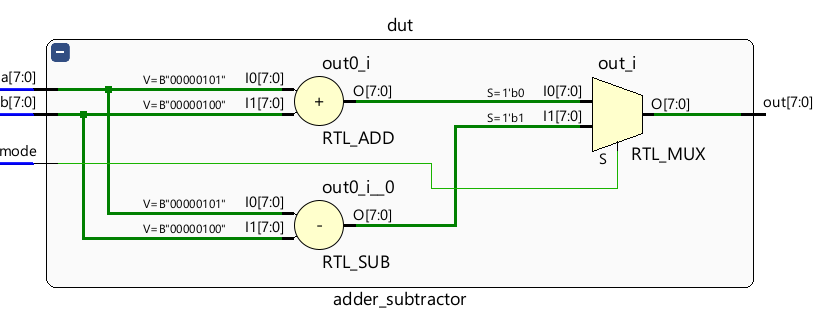 dut
−
a[7:0]
b[7:0]
mode
out0_i
V=B"00000101"
I0[7:0]
V=B"00000100"
I1[7:0]
+
O[7:0]
RTL_ADD
out0_i__0
V=B"00000101"
I0[7:0]
V=B"00000100"
I1[7:0]
-
O[7:0]
RTL_SUB
out_i
S=1'b0
I0[7:0]
S=1'b1
I1[7:0]
O[7:0]
S
RTL_MUX
out[7:0]
adder_subtractor